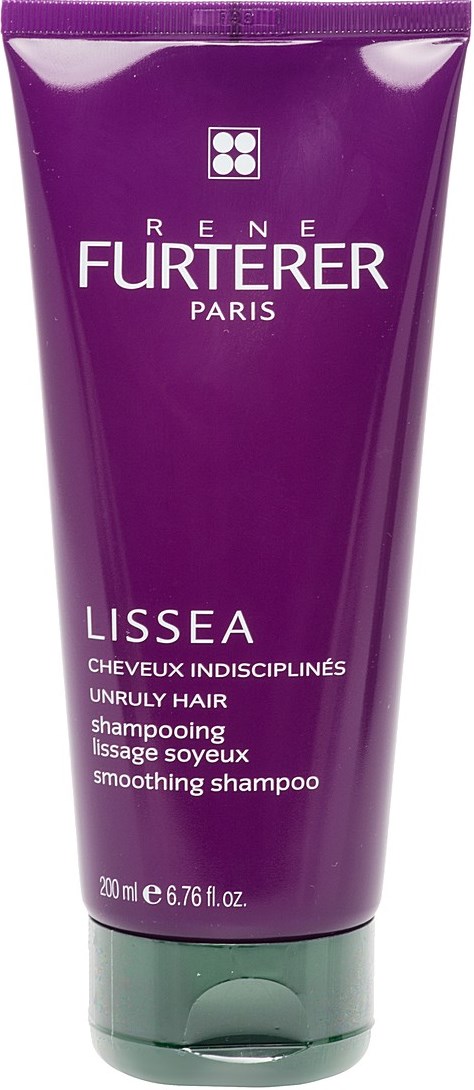 RENE
FURTERER
PARIS
LISSEA
CHEVEUX INDISCIPLINÉS
UNRULY HAIR
shampooing
lissage soyeux
smoothing shampoo
200 ml e 6.76 fl. oz.